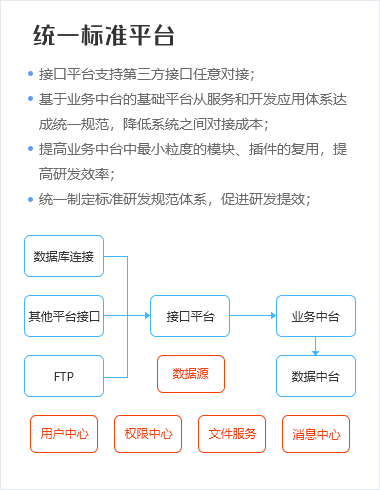 统一标准平台
接口平台支持第三方接口任意对接；
基于业务中台的基础平台从服务和开发应用体系达
成统一规范，降低系统之间对接成本；
提高业务中台中最小粒度的模块、插件的复用，提
高研发效率；
统一制定标准研发规范体系，促进研发提效；
数据库连接
其他平台接口 接口平台 业务中台
FTP 数据源 数据中台
用户中心 权限中心 文件服务 消息中心